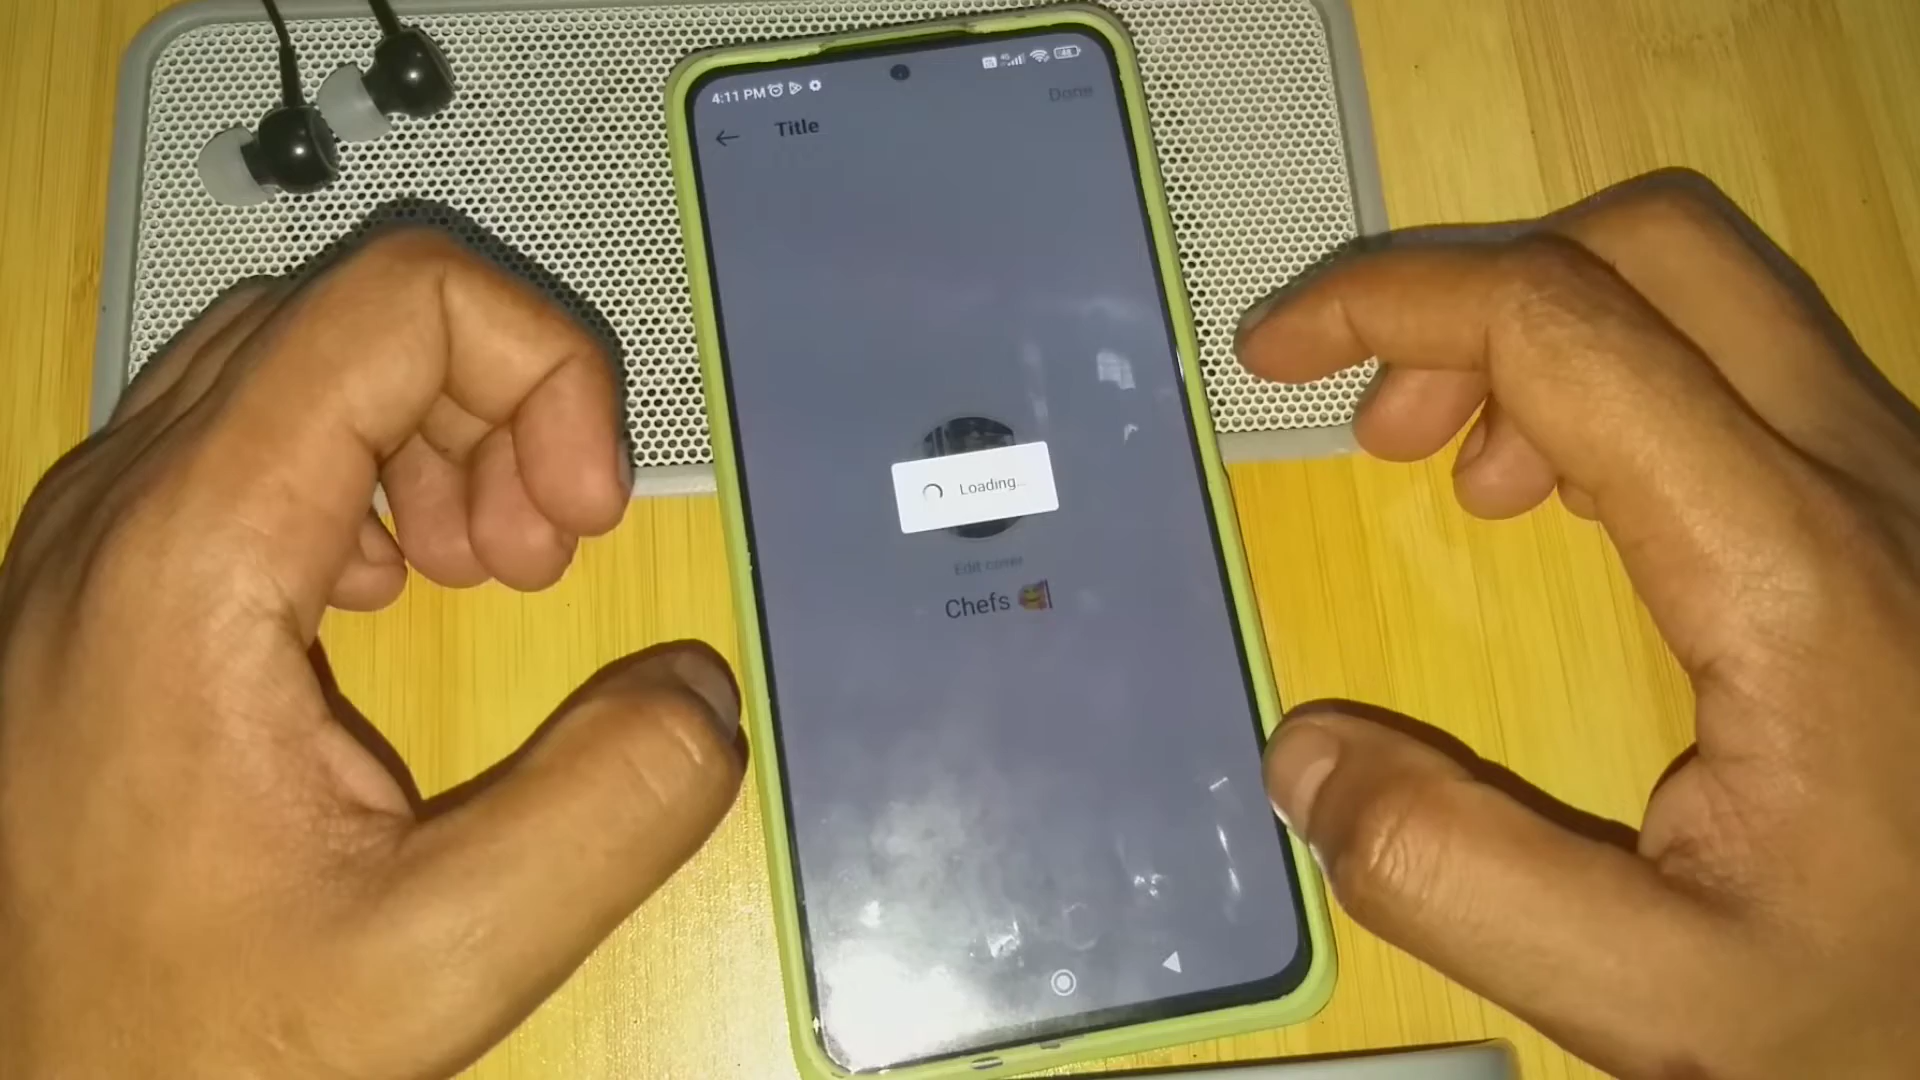 4:11 PM
Done
Title
Loading...
Edit cover
Chefs 🥰